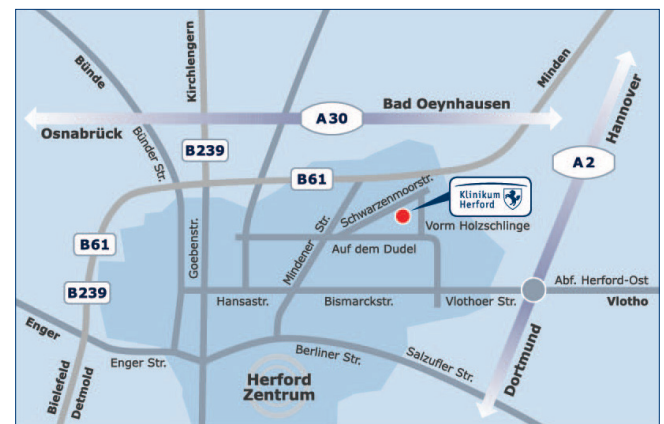 Bünde
Kirchlengern
Minden
Hannover
Bad Oeynhausen
A 30
Osnabrück
Bünder Str.
B239
A 2
B61
Schwarzenmoorstr.
Klinikum
Herford
Vorm Holzschlinge
Mindener Str.
Auf dem Dudel
Goebenstr.
B61
B239
Abf. Herford-Ost
Hansastr.
Bismarckstr.
Vlothoer Str.
Vlotho
Enger
Enger Str.
Berliner Str.
Salzufler Str.
Dortmund
Bielefeld
Detmold
Herford
Zentrum